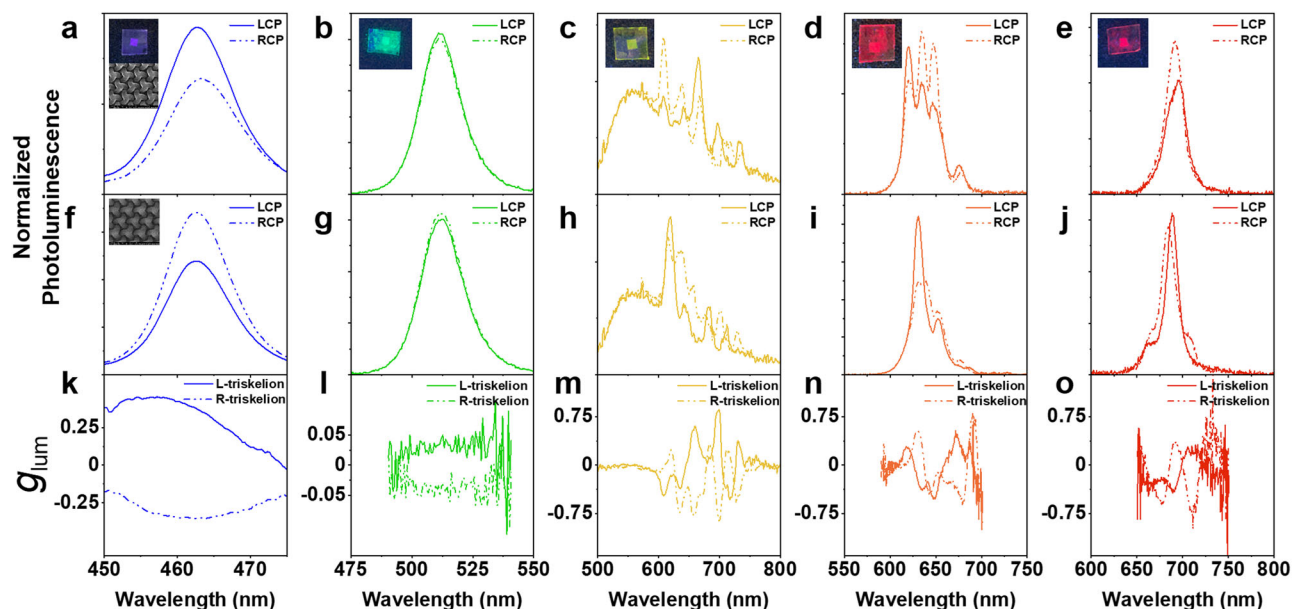 Normalized
Photoluminescence
a
LCP
RCP
b
LCP
RCP
c
LCP
RCP
d
LCP
RCP
e
LCP
RCP
f
LCP
RCP
g
LCP
RCP
h
LCP
RCP
i
LCP
RCP
j
LCP
RCP
k
L-triskelion
R-triskelion
l
L-triskelion
R-triskelion
m
L-triskelion
R-triskelion
n
L-triskelion
R-triskelion
o
L-triskelion
R-triskelion
glum
0.25
0
-0.25
0.05
0
-0.05
0.75
0
-0.75
0.75
0
-0.75
0.75
0
-0.75
450 460 470
475 500 525 550
500 600 700 800
550 600 650 700 750
600 650 700 750 800
Wavelength (nm) Wavelength (nm) Wavelength (nm) Wavelength (nm) Wavelength (nm)